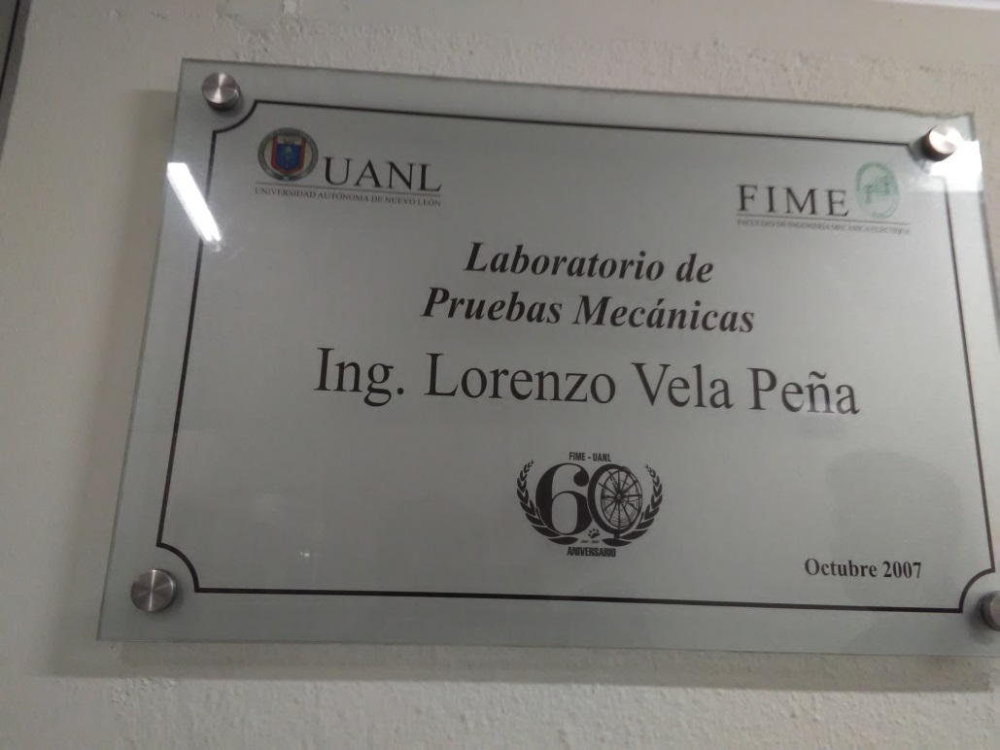 UANL
UNIVERSIDAD AUTÓNOMA DE NUEVO LEÓN
FIME
FACULTAD DE INGENIERÍA MECÁNICA Y ELÉCTRICA
Laboratorio de
Pruebas Mecánicas
Ing. Lorenzo Vela Peña
FIME - UANL
60
ANIVERSARIO
Octubre 2007